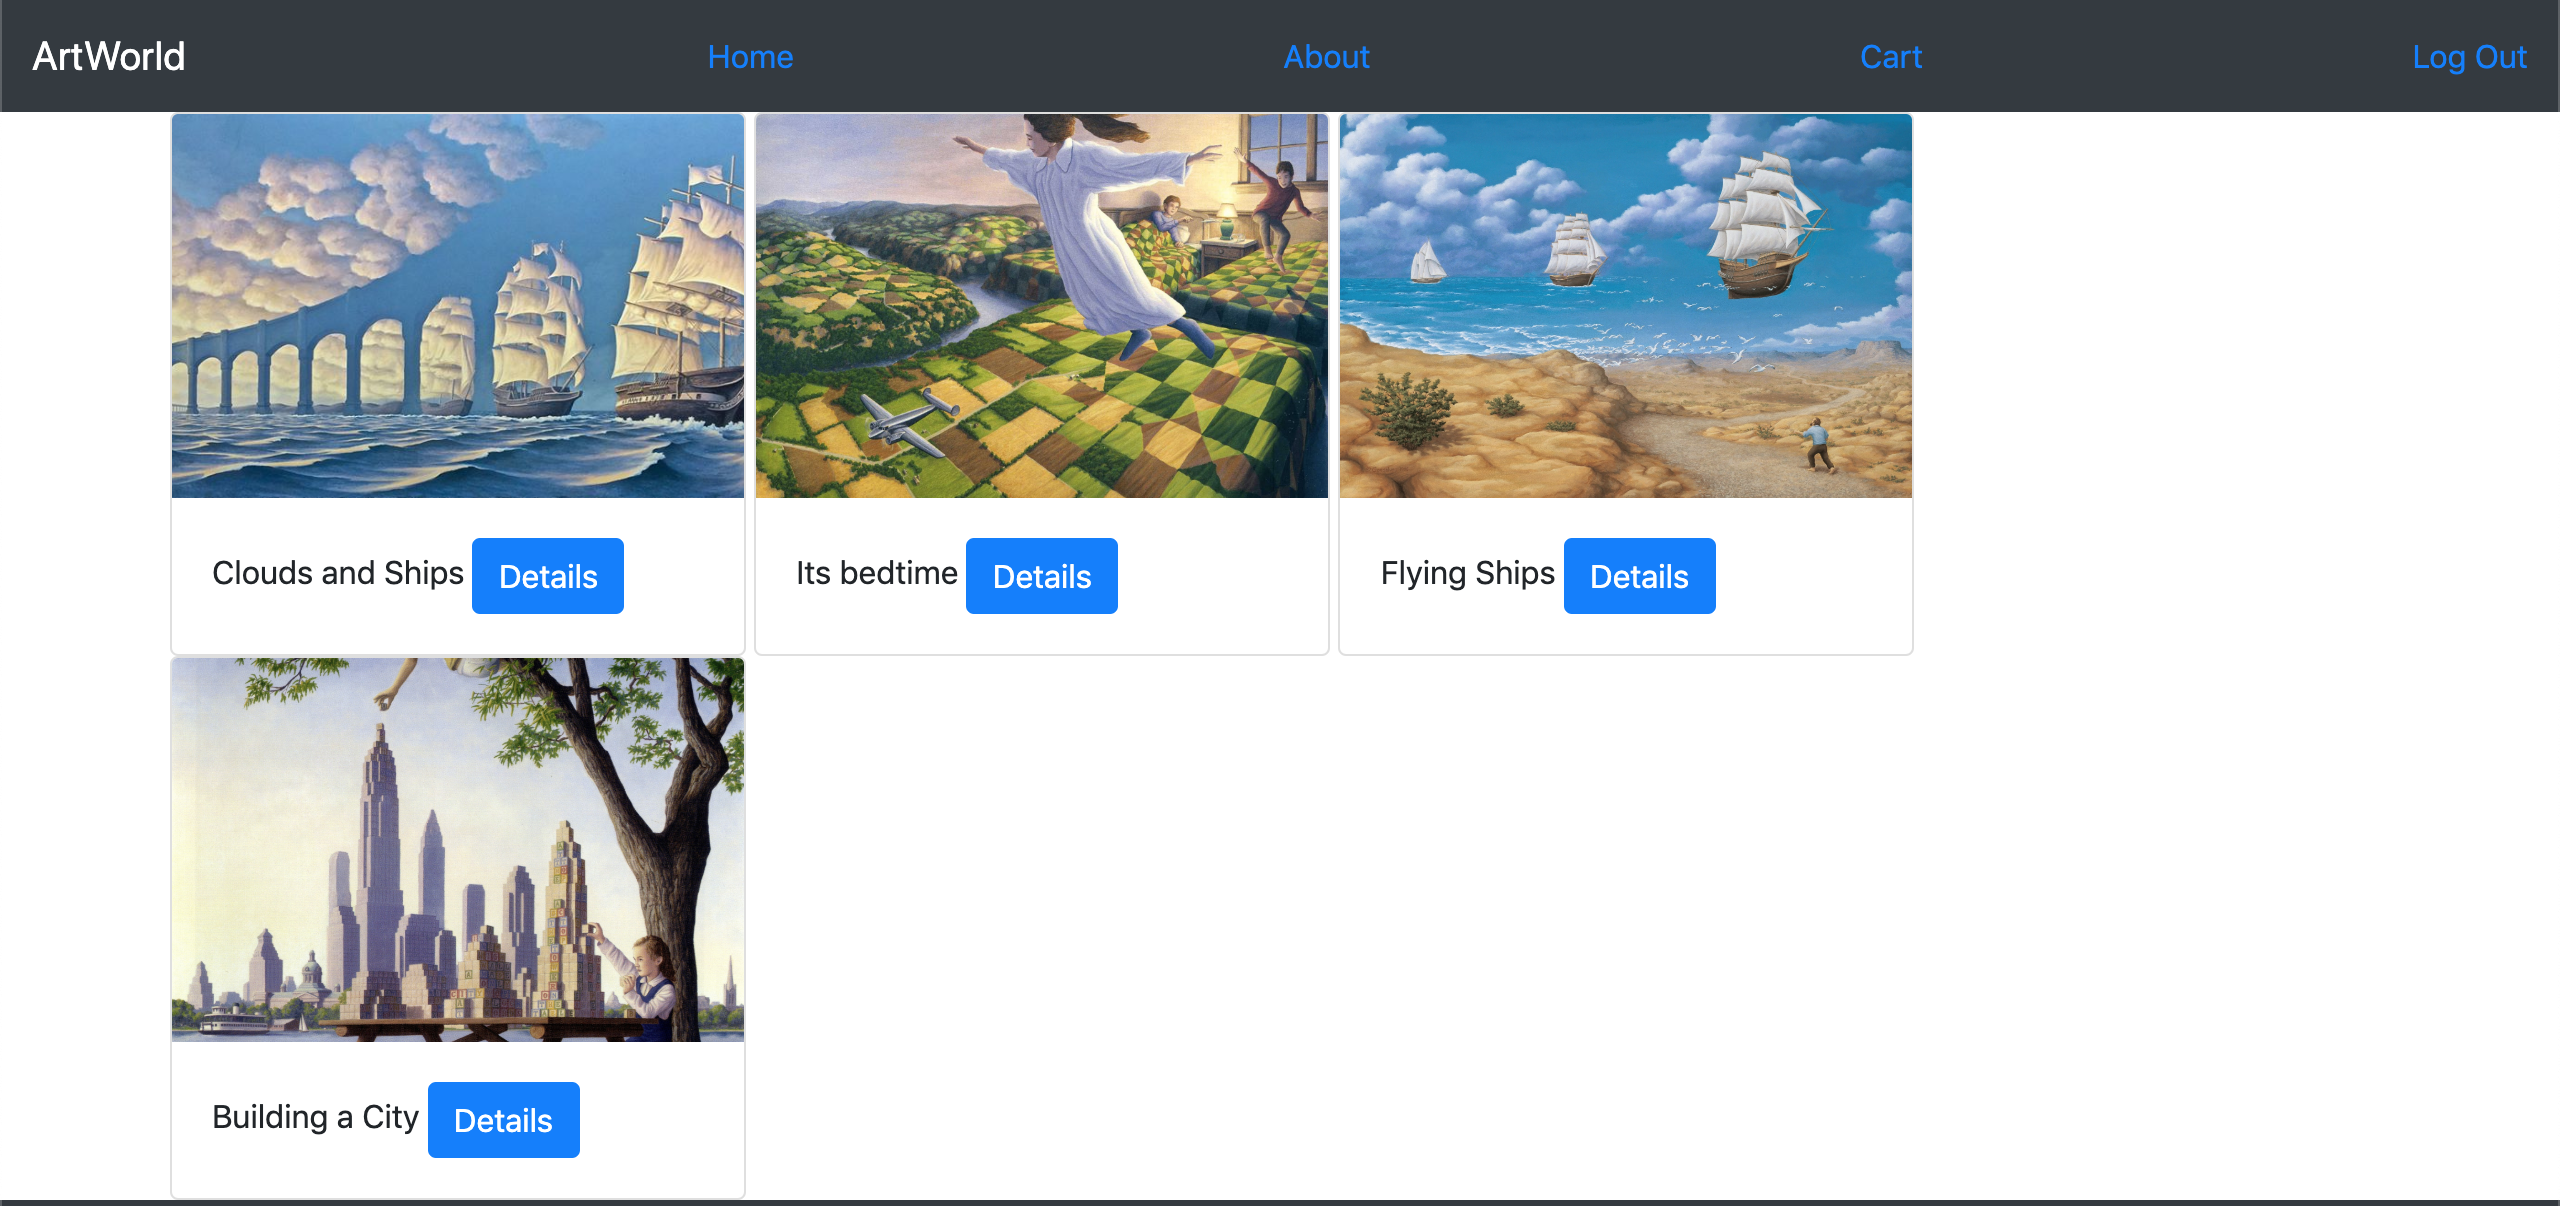 ArtWorld Home About Cart Log Out
Clouds and Ships Details
Its bedtime Details
Flying Ships Details
Building a City Details